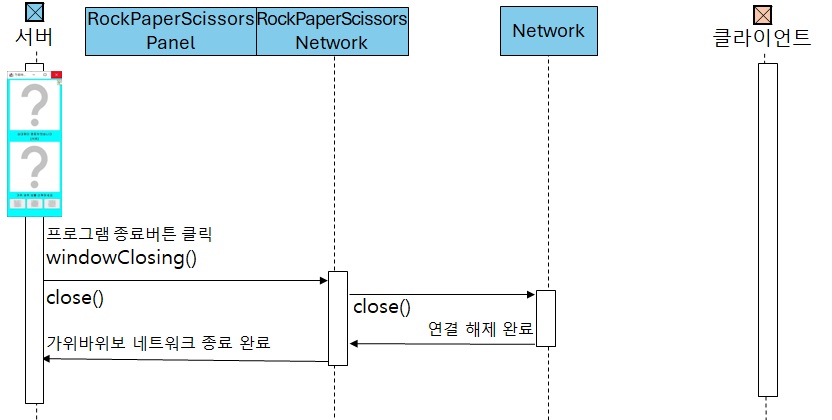 서버
RockPaperScissors
Panel
RockPaperScissors
Network
Network
클라이언트
프로그램 종료버튼 클릭
windowClosing()
close()
close()
연결 해제 완료
가위바위보 네트워크 종료 완료